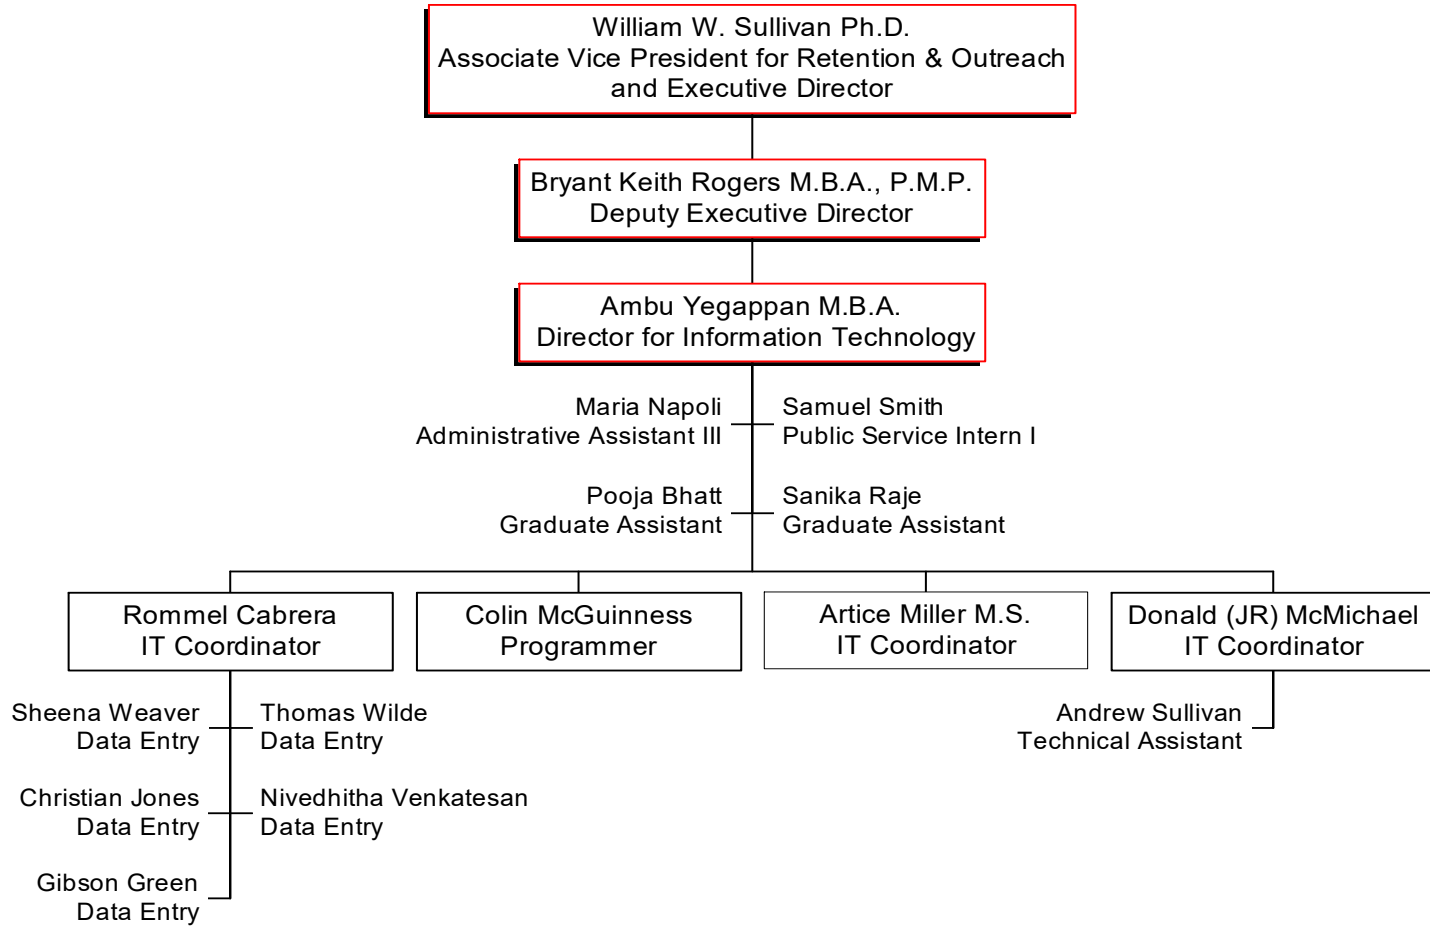 William W. Sullivan Ph.D.
Associate Vice President for Retention & Outreach
and Executive Director
Bryant Keith Rogers M.B.A., P.M.P.
Deputy Executive Director
Ambu Yegappan M.B.A.
Director for Information Technology
Maria Napoli
Administrative Assistant III
Samuel Smith
Public Service Intern I
Pooja Bhatt
Graduate Assistant
Sanika Raje
Graduate Assistant
Rommel Cabrera
IT Coordinator
Colin McGuinness
Programmer
Artice Miller M.S.
IT Coordinator
Donald (JR) McMichael
IT Coordinator
Sheena Weaver
Data Entry
Thomas Wilde
Data Entry
Christian Jones
Data Entry
Nivedhitha Venkatesan
Data Entry
Gibson Green
Data Entry
Andrew Sullivan
Technical Assistant